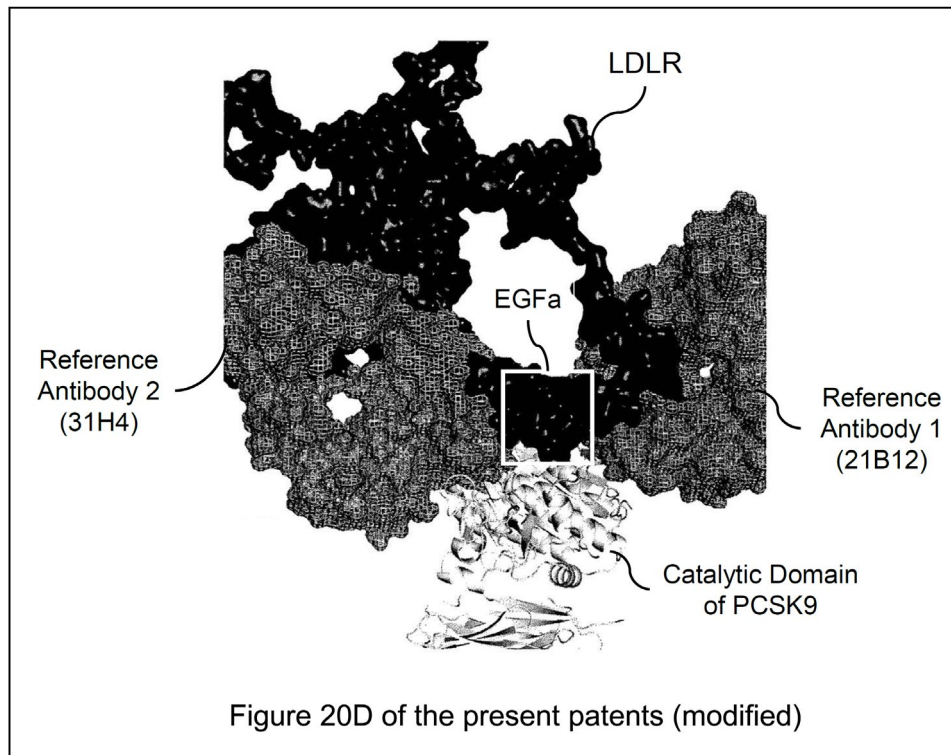 LDLR
EGFa
Reference
Antibody 2
(31H4)
Reference
Antibody 1
(21B12)
Catalytic Domain
of PCSK9
Figure 20D of the present patents (modified)